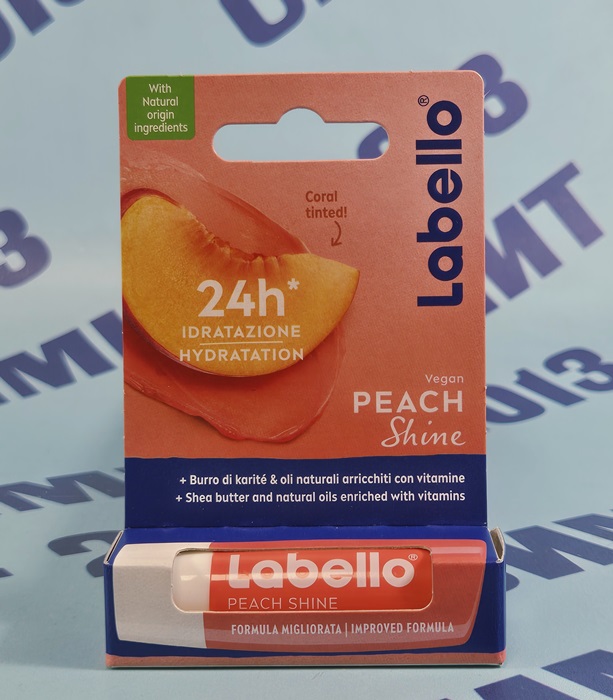 With
Natural
origin
ingredients
Labello®
Coral
tinted!
24h*
IDRATAZIONE
HYDRATATION
Vegan
PEACH
Shine
+ Burro di karité & oli naturali arricchiti con vitamine
+ Shea butter and natural oils enriched with vitamins
Labello®
PEACH SHINE
FORMULA MIGLIORATA | IMPROVED FORMULA